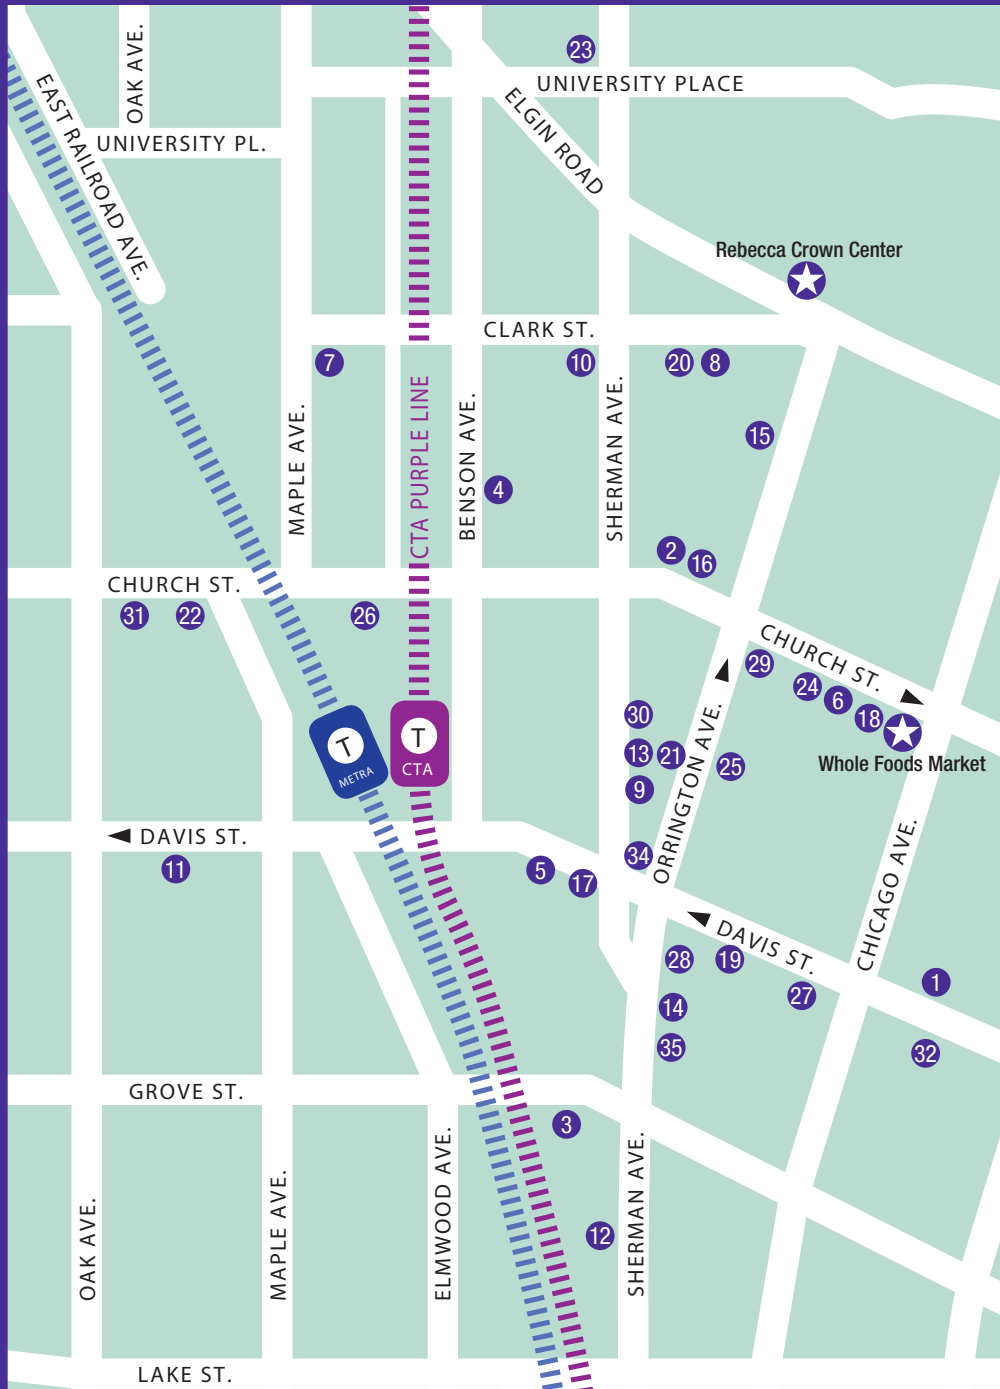 OAK AVE.
23
UNIVERSITY PLACE
EAST RAILROAD AVE.
ELGIN ROAD
UNIVERSITY PL.
Rebecca Crown Center
CLARK ST.
7
10
20
8
MAPLE AVE.
CTA PURPLE LINE
BENSON AVE.
SHERMAN AVE.
15
4
2
16
CHURCH ST.
31
22
26
CHURCH ST.
29
24
6
18
Whole Foods Market
30
13
21
25
9
ORRINGTON AVE.
T
METRA
T
CTA
DAVIS ST.
11
5
17
34
CHICAGO AVE.
DAVIS ST.
28
19
27
1
14
35
32
GROVE ST.
3
12
OAK AVE.
MAPLE AVE.
ELMWOOD AVE.
SHERMAN AVE.
LAKE ST.